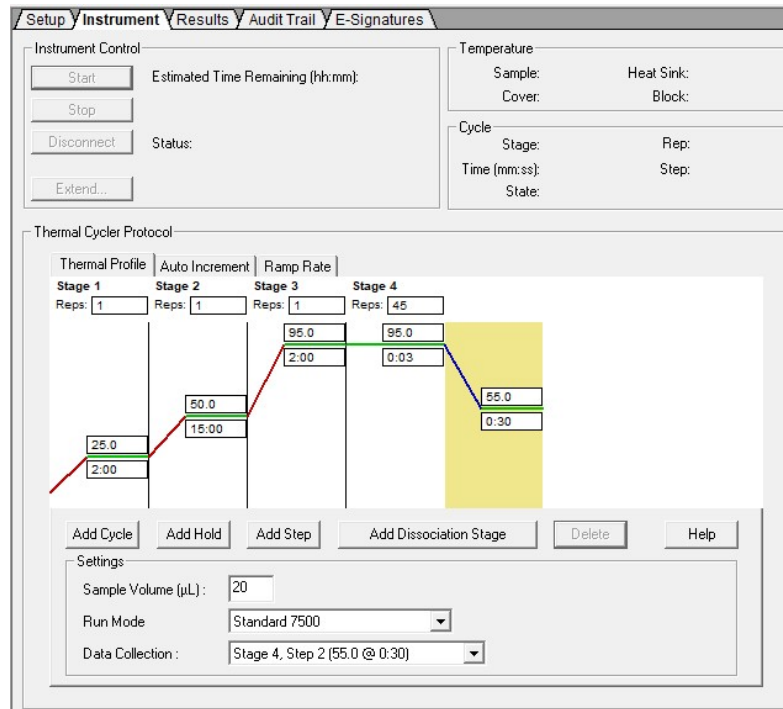 Setup Instrument Results Audit Trail E-Signatures
Instrument Control
Start Estimated Time Remaining (hh:mm):
Stop
Disconnect Status:
Extend...
Temperature
Sample: Heat Sink:
Cover: Block:
Cycle
Stage: Rep:
Time (mm:ss): Step:
State:
Thermal Cycler Protocol
Thermal Profile Auto Increment Ramp Rate
Stage 1 Stage 2 Stage 3 Stage 4
Reps: 1 Reps: 1 Reps: 1 Reps: 45
95.0 95.0
2:00 0:03
50.0 55.0
15:00 0:30
25.0
2:00
Add Cycle Add Hold Add Step Add Dissociation Stage Delete Help
Settings
Sample Volume (µL) : 20
Run Mode Standard 7500
Data Collection : Stage 4, Step 2 (55.0 @ 0:30)